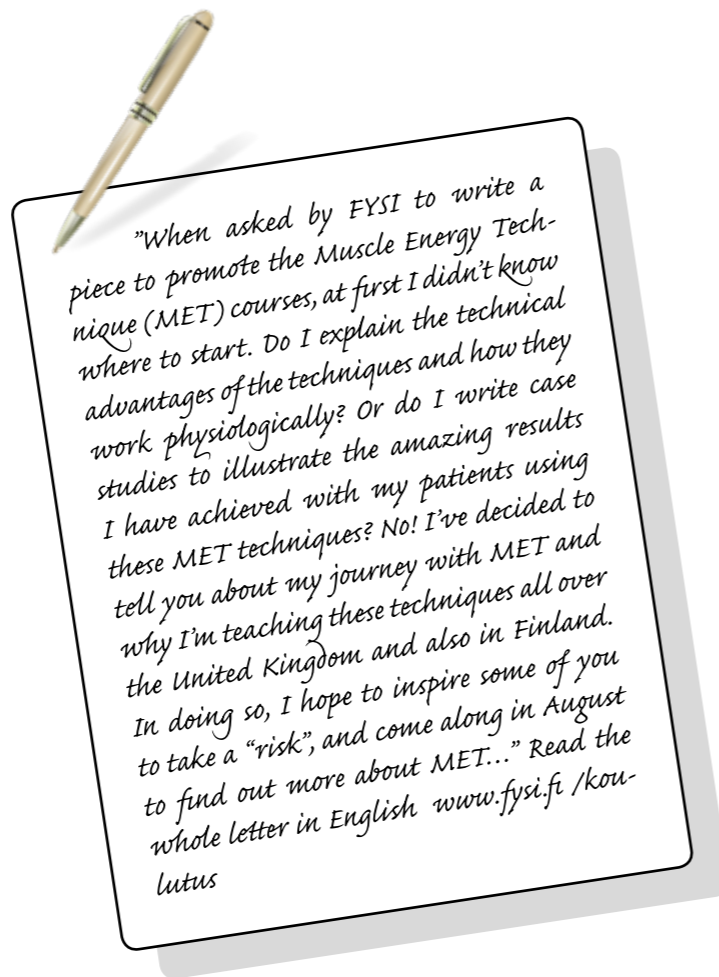 ”When asked by FYSI to write a
piece to promote the Muscle Energy Tech-
nique (MET) courses, at first I didn’t know
where to start. Do I explain the technical
advantages of the techniques and how they
work physiologically? Or do I write case
studies to illustrate the amazing results
I have achieved with my patients using
these MET techniques? No! I’ve decided to
tell you about my journey with MET and
why I’m teaching these techniques all over
the United Kingdom and also in Finland.
In doing so, I hope to inspire some of you
to take a “risk”, and come along in August
to find out more about MET...” Read the
whole letter in English www.fysi.fi /kou-
lutus